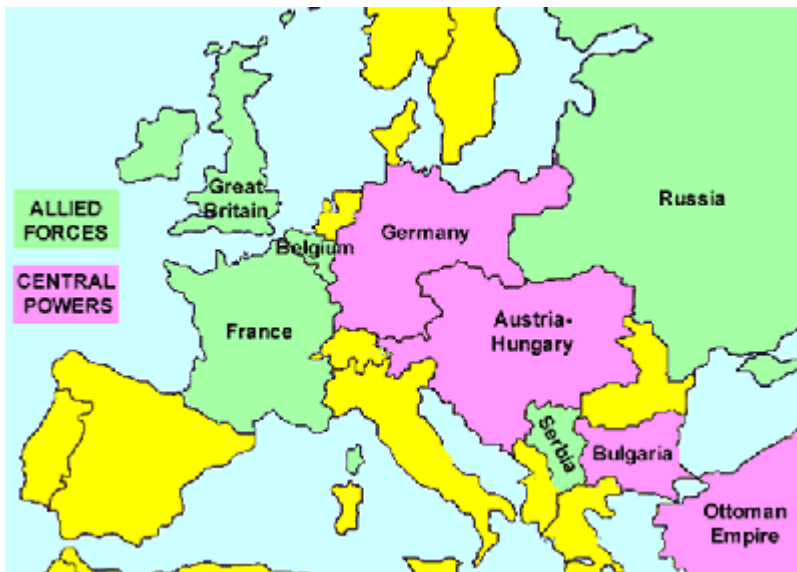 Great
Britain
Russia
ALLIED
FORCES
Belgium
Germany
CENTRAL
POWERS
France
Austria-
Hungary
Serbia
Bulgaria
Ottoman
Empire